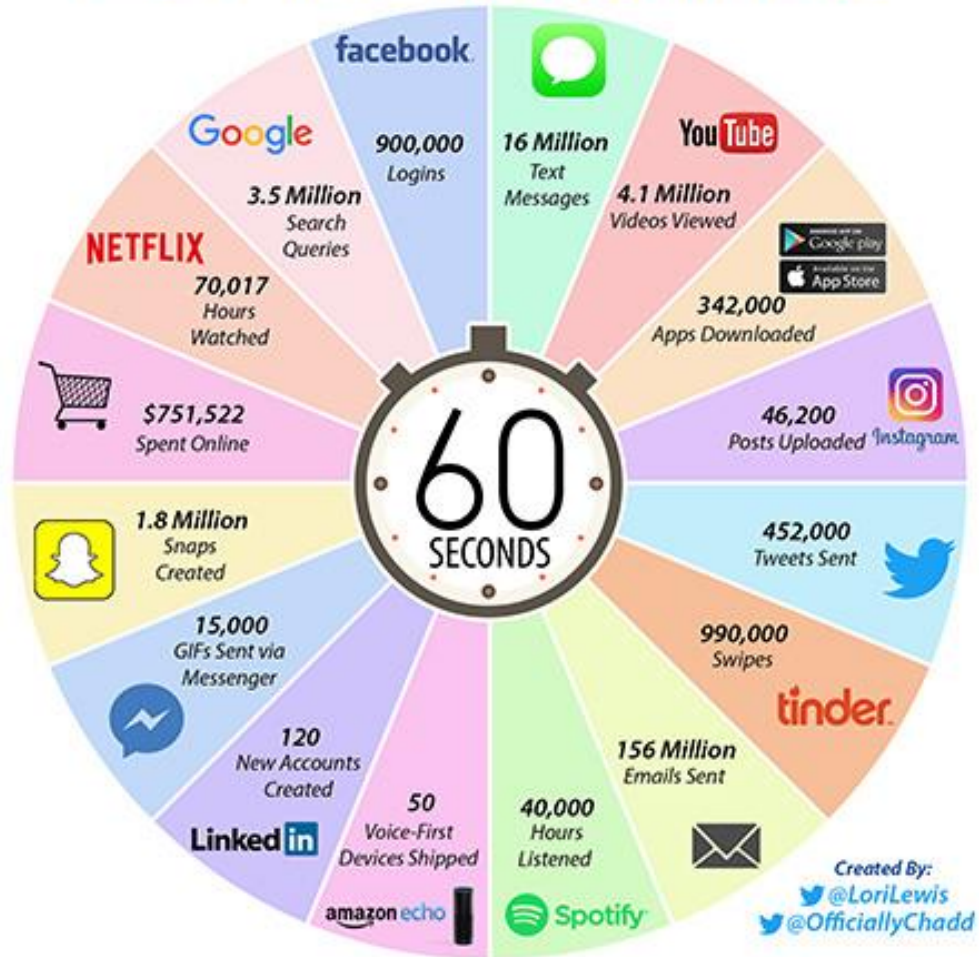 facebook
900,000
Logins
16 Million
Text
Messages
YouTube
4.1 Million
Videos Viewed
ANDROID APP ON
Google play
Available on the
App Store
342,000
Apps Downloaded
46,200
Posts Uploaded
Instagram
452,000
Tweets Sent
990,000
Swipes
tinder
156 Million
Emails Sent
40,000
Hours
Listened
Spotify
50
Voice-First
Devices Shipped
amazon echo
120
New Accounts
Created
Linked in
15,000
GIFs Sent via
Messenger
1.8 Million
Snaps
Created
$751,522
Spent Online
NETFLIX
70,017
Hours
Watched
Google
3.5 Million
Search
Queries
60
SECONDS
Created By:
@LoriLewis
@OfficiallyChadd